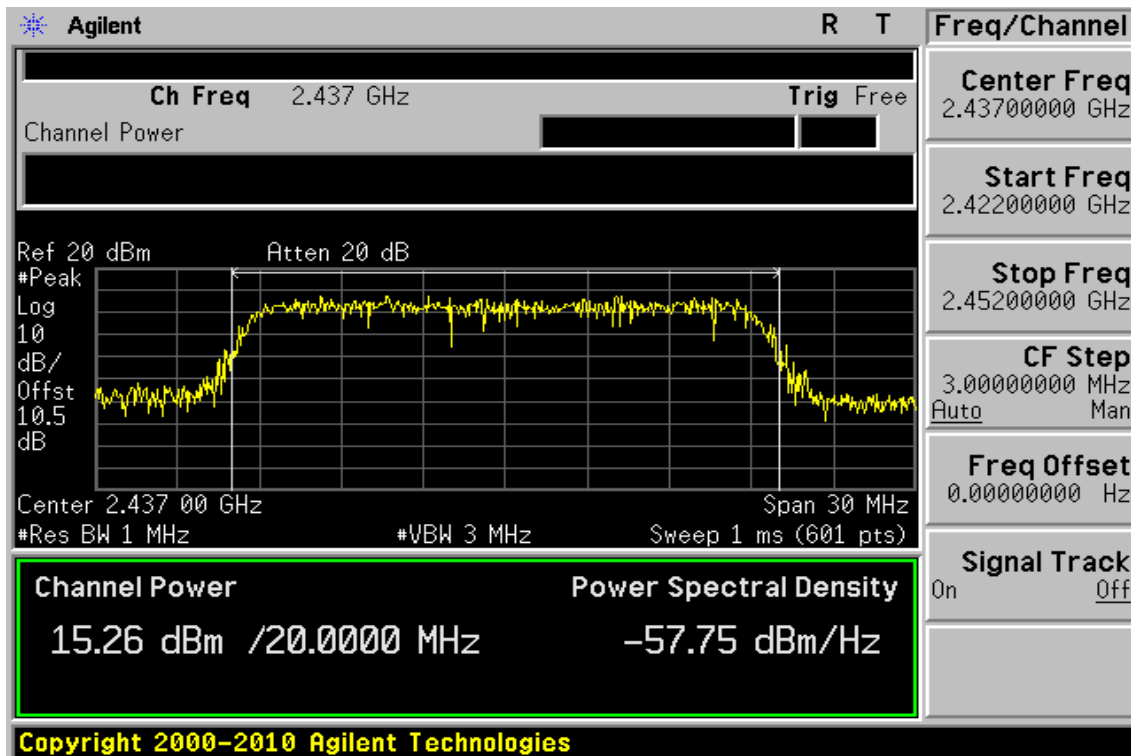 Agilent R T
Ch Freq 2.437 GHz Trig Free
Channel Power
Ref 20 dBm Atten 20 dB
#Peak
Log
10
dB/
Offst
10.5
dB
Center 2.437 00 GHz Span 30 MHz
#Res BW 1 MHz #VBW 3 MHz Sweep 1 ms (601 pts)
Channel Power Power Spectral Density
15.26 dBm /20.0000 MHz -57.75 dBm/Hz
Copyright 2000-2010 Agilent Technologies
Freq/Channel
Center Freq
2.43700000 GHz
Start Freq
2.42200000 GHz
Stop Freq
2.45200000 GHz
CF Step
3.00000000 MHz
Auto Man
Freq Offset
0.00000000 Hz
Signal Track
On Off